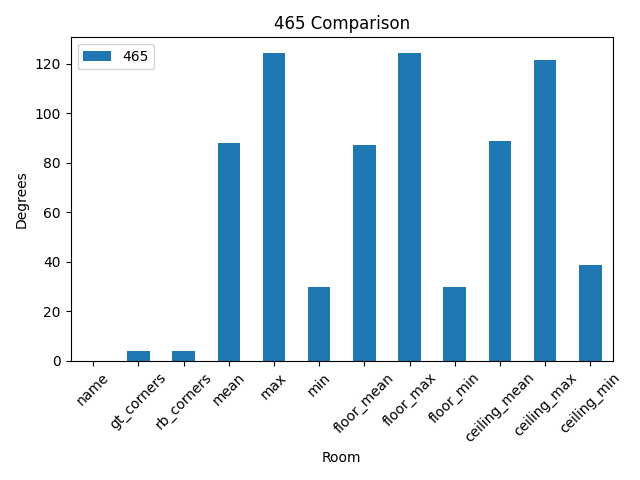 465 Comparison
465
Degrees
120
100
80
60
40
20
0
name
gt_corners
rb_corners
mean
max
min
floor_mean
floor_max
floor_min
ceiling_mean
ceiling_max
ceiling_min
Room